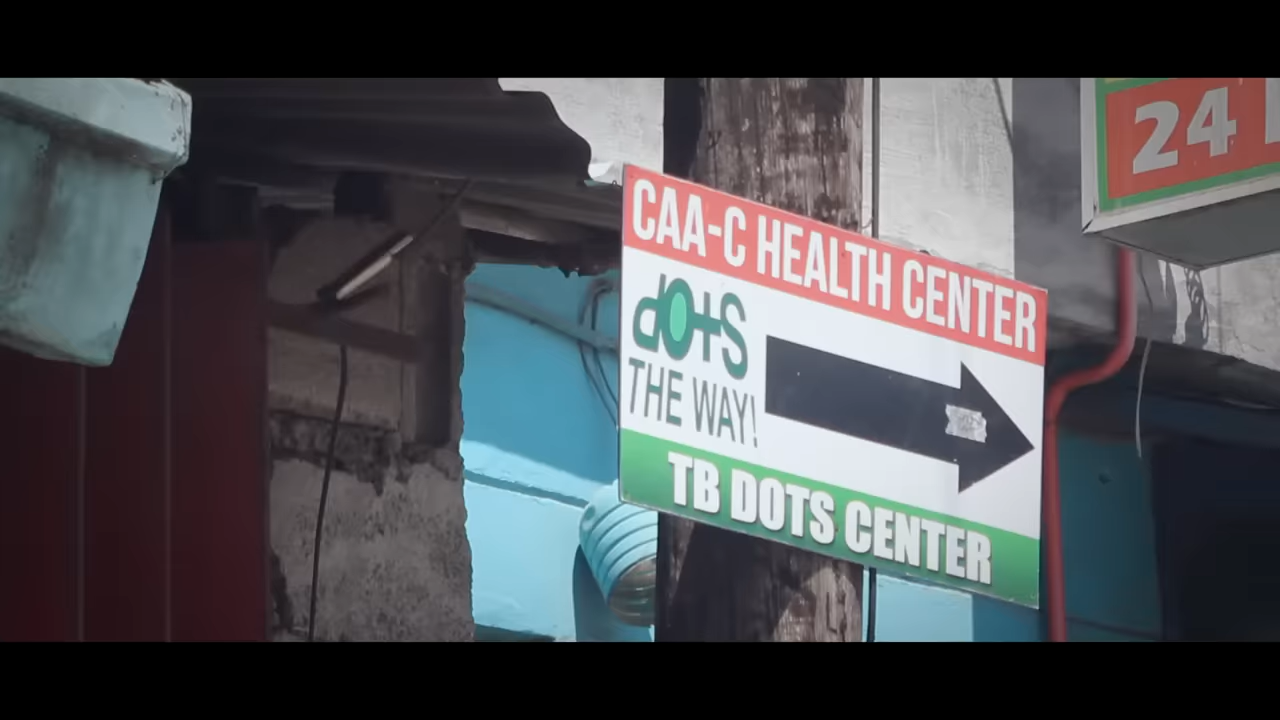 24
CAA-C HEALTH CENTER
dOtS
THE WAY!
TB DOTS CENTER